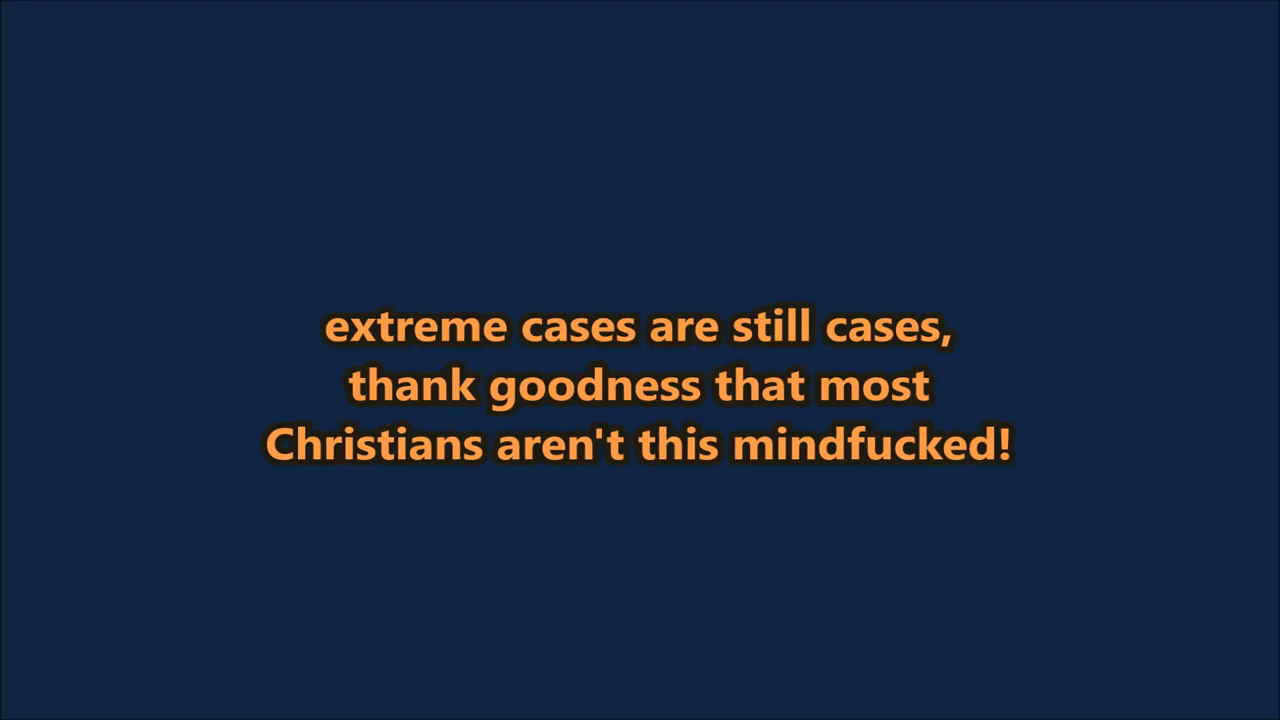 extreme cases are still cases,
thank goodness that most
Christians aren't this mindfucked!